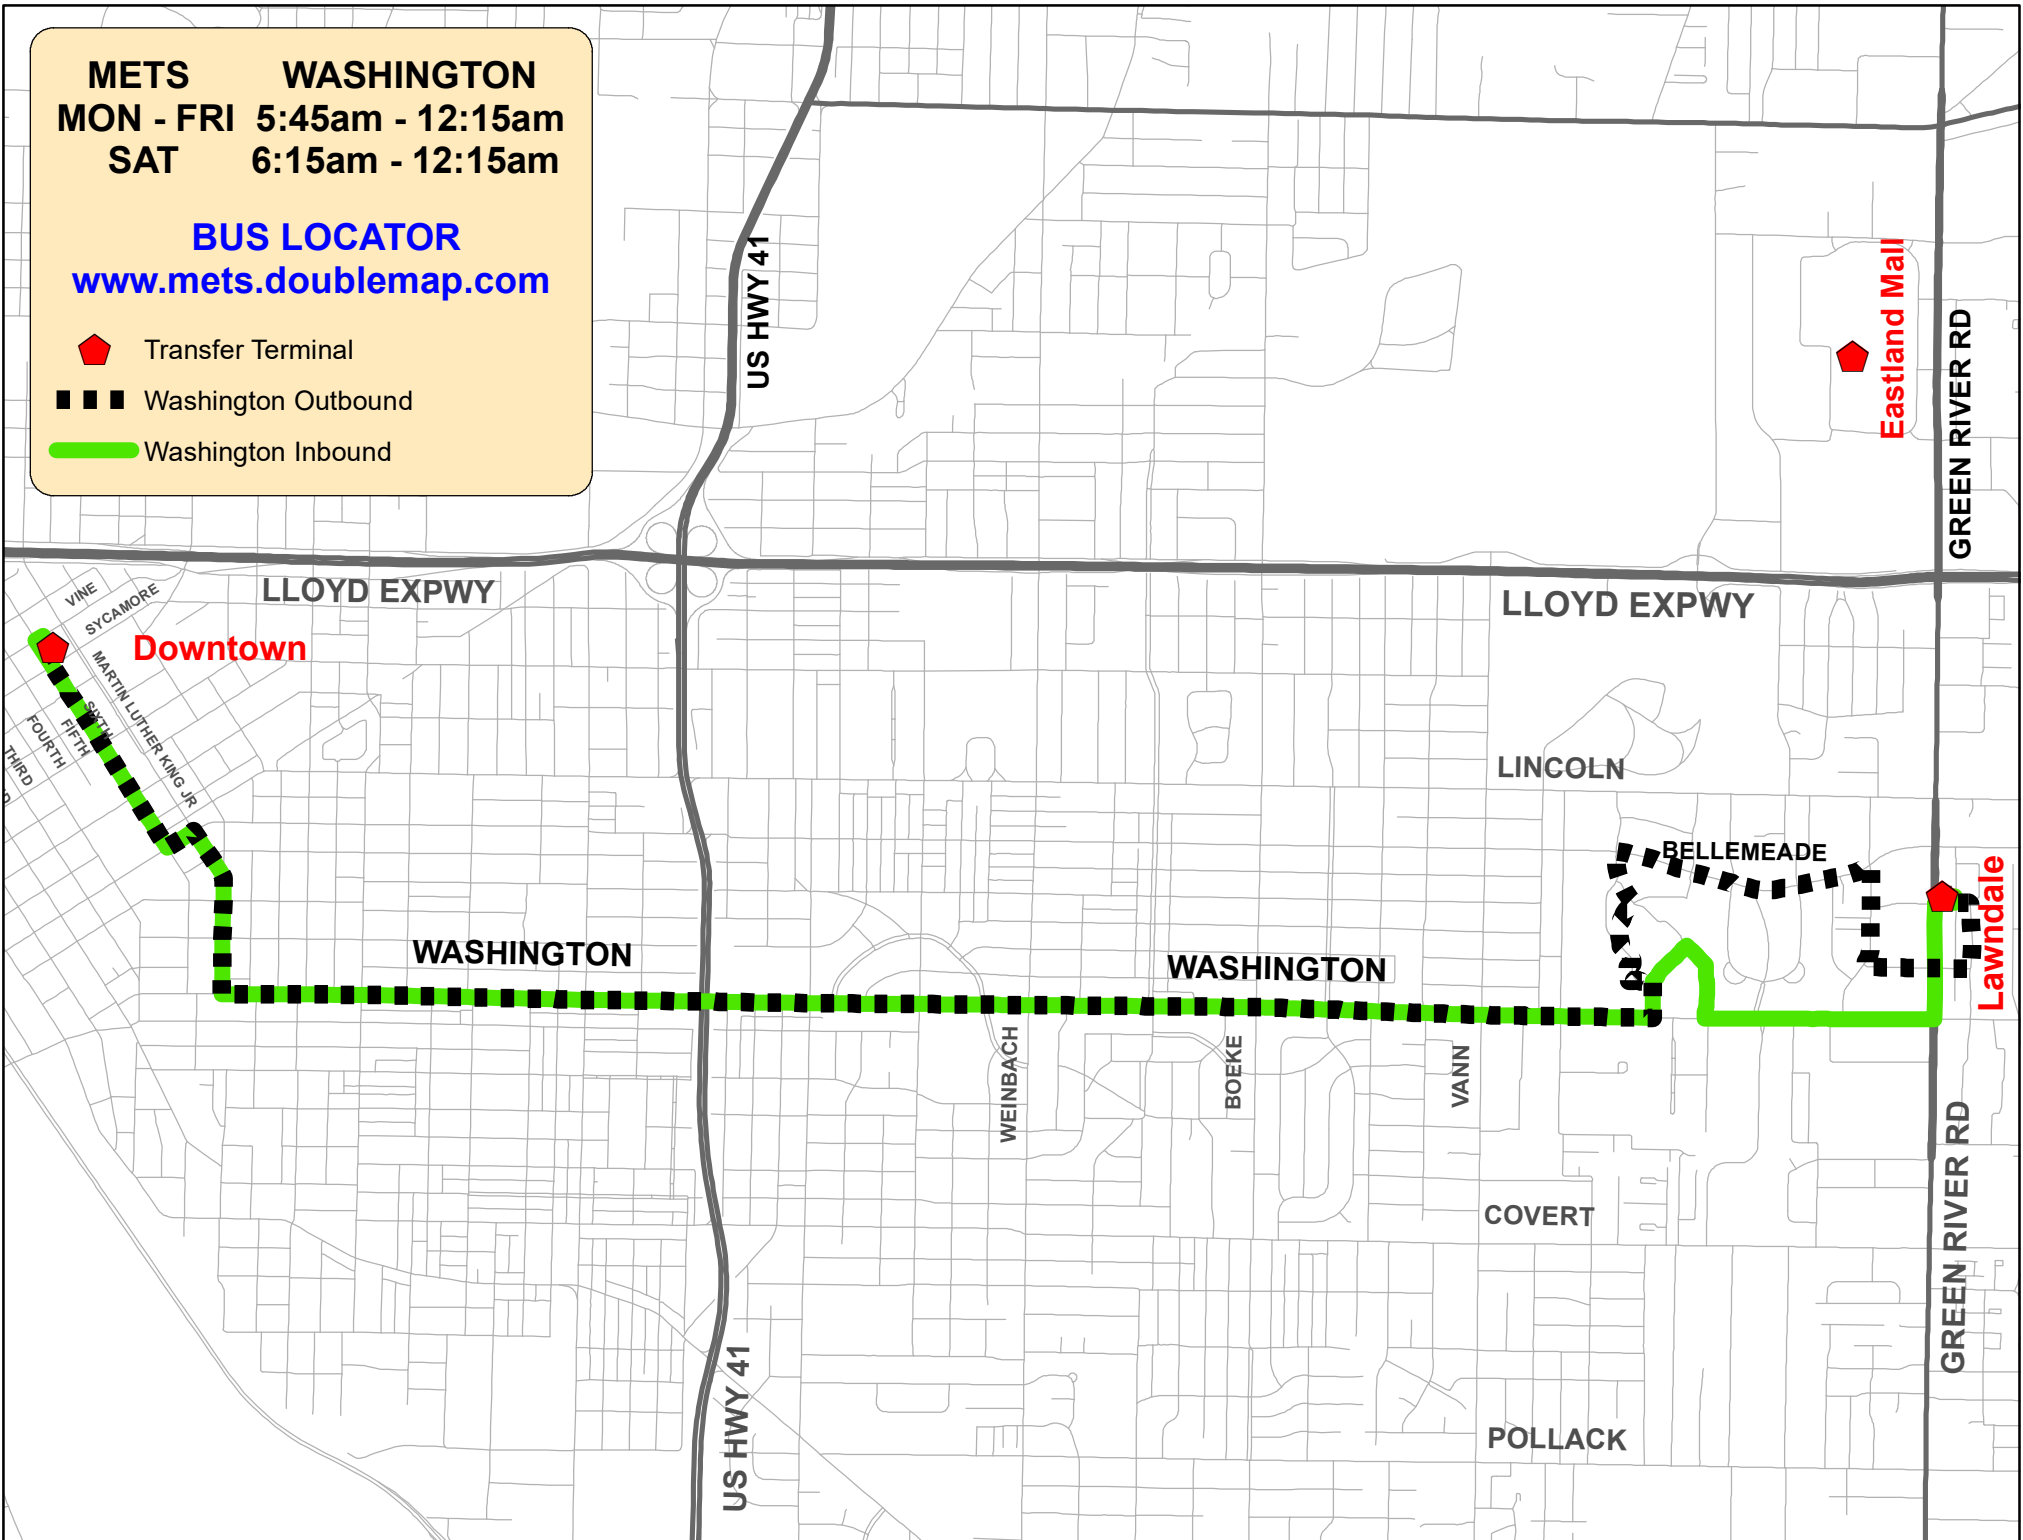 METS WASHINGTON
MON - FRI 5:45am - 12:15am
SAT 6:15am - 12:15am
BUS LOCATOR
www.mets.doublemap.com
Transfer Terminal
Washington Outbound
Washington Inbound
US HWY 41
Eastland Mall
GREEN RIVER RD
LLOYD EXPWY
LLOYD EXPWY
VINE
SYCAMORE
Downtown
MARTIN LUTHER KING JR
SIXTH
FIFTH
FOURTH
THIRD
LINCOLN
BELLEMEADE
Lawndale
WASHINGTON
WASHINGTON
WEINBACH
BOEKE
VANN
COVERT
GREEN RIVER RD
US HWY 41
POLLACK